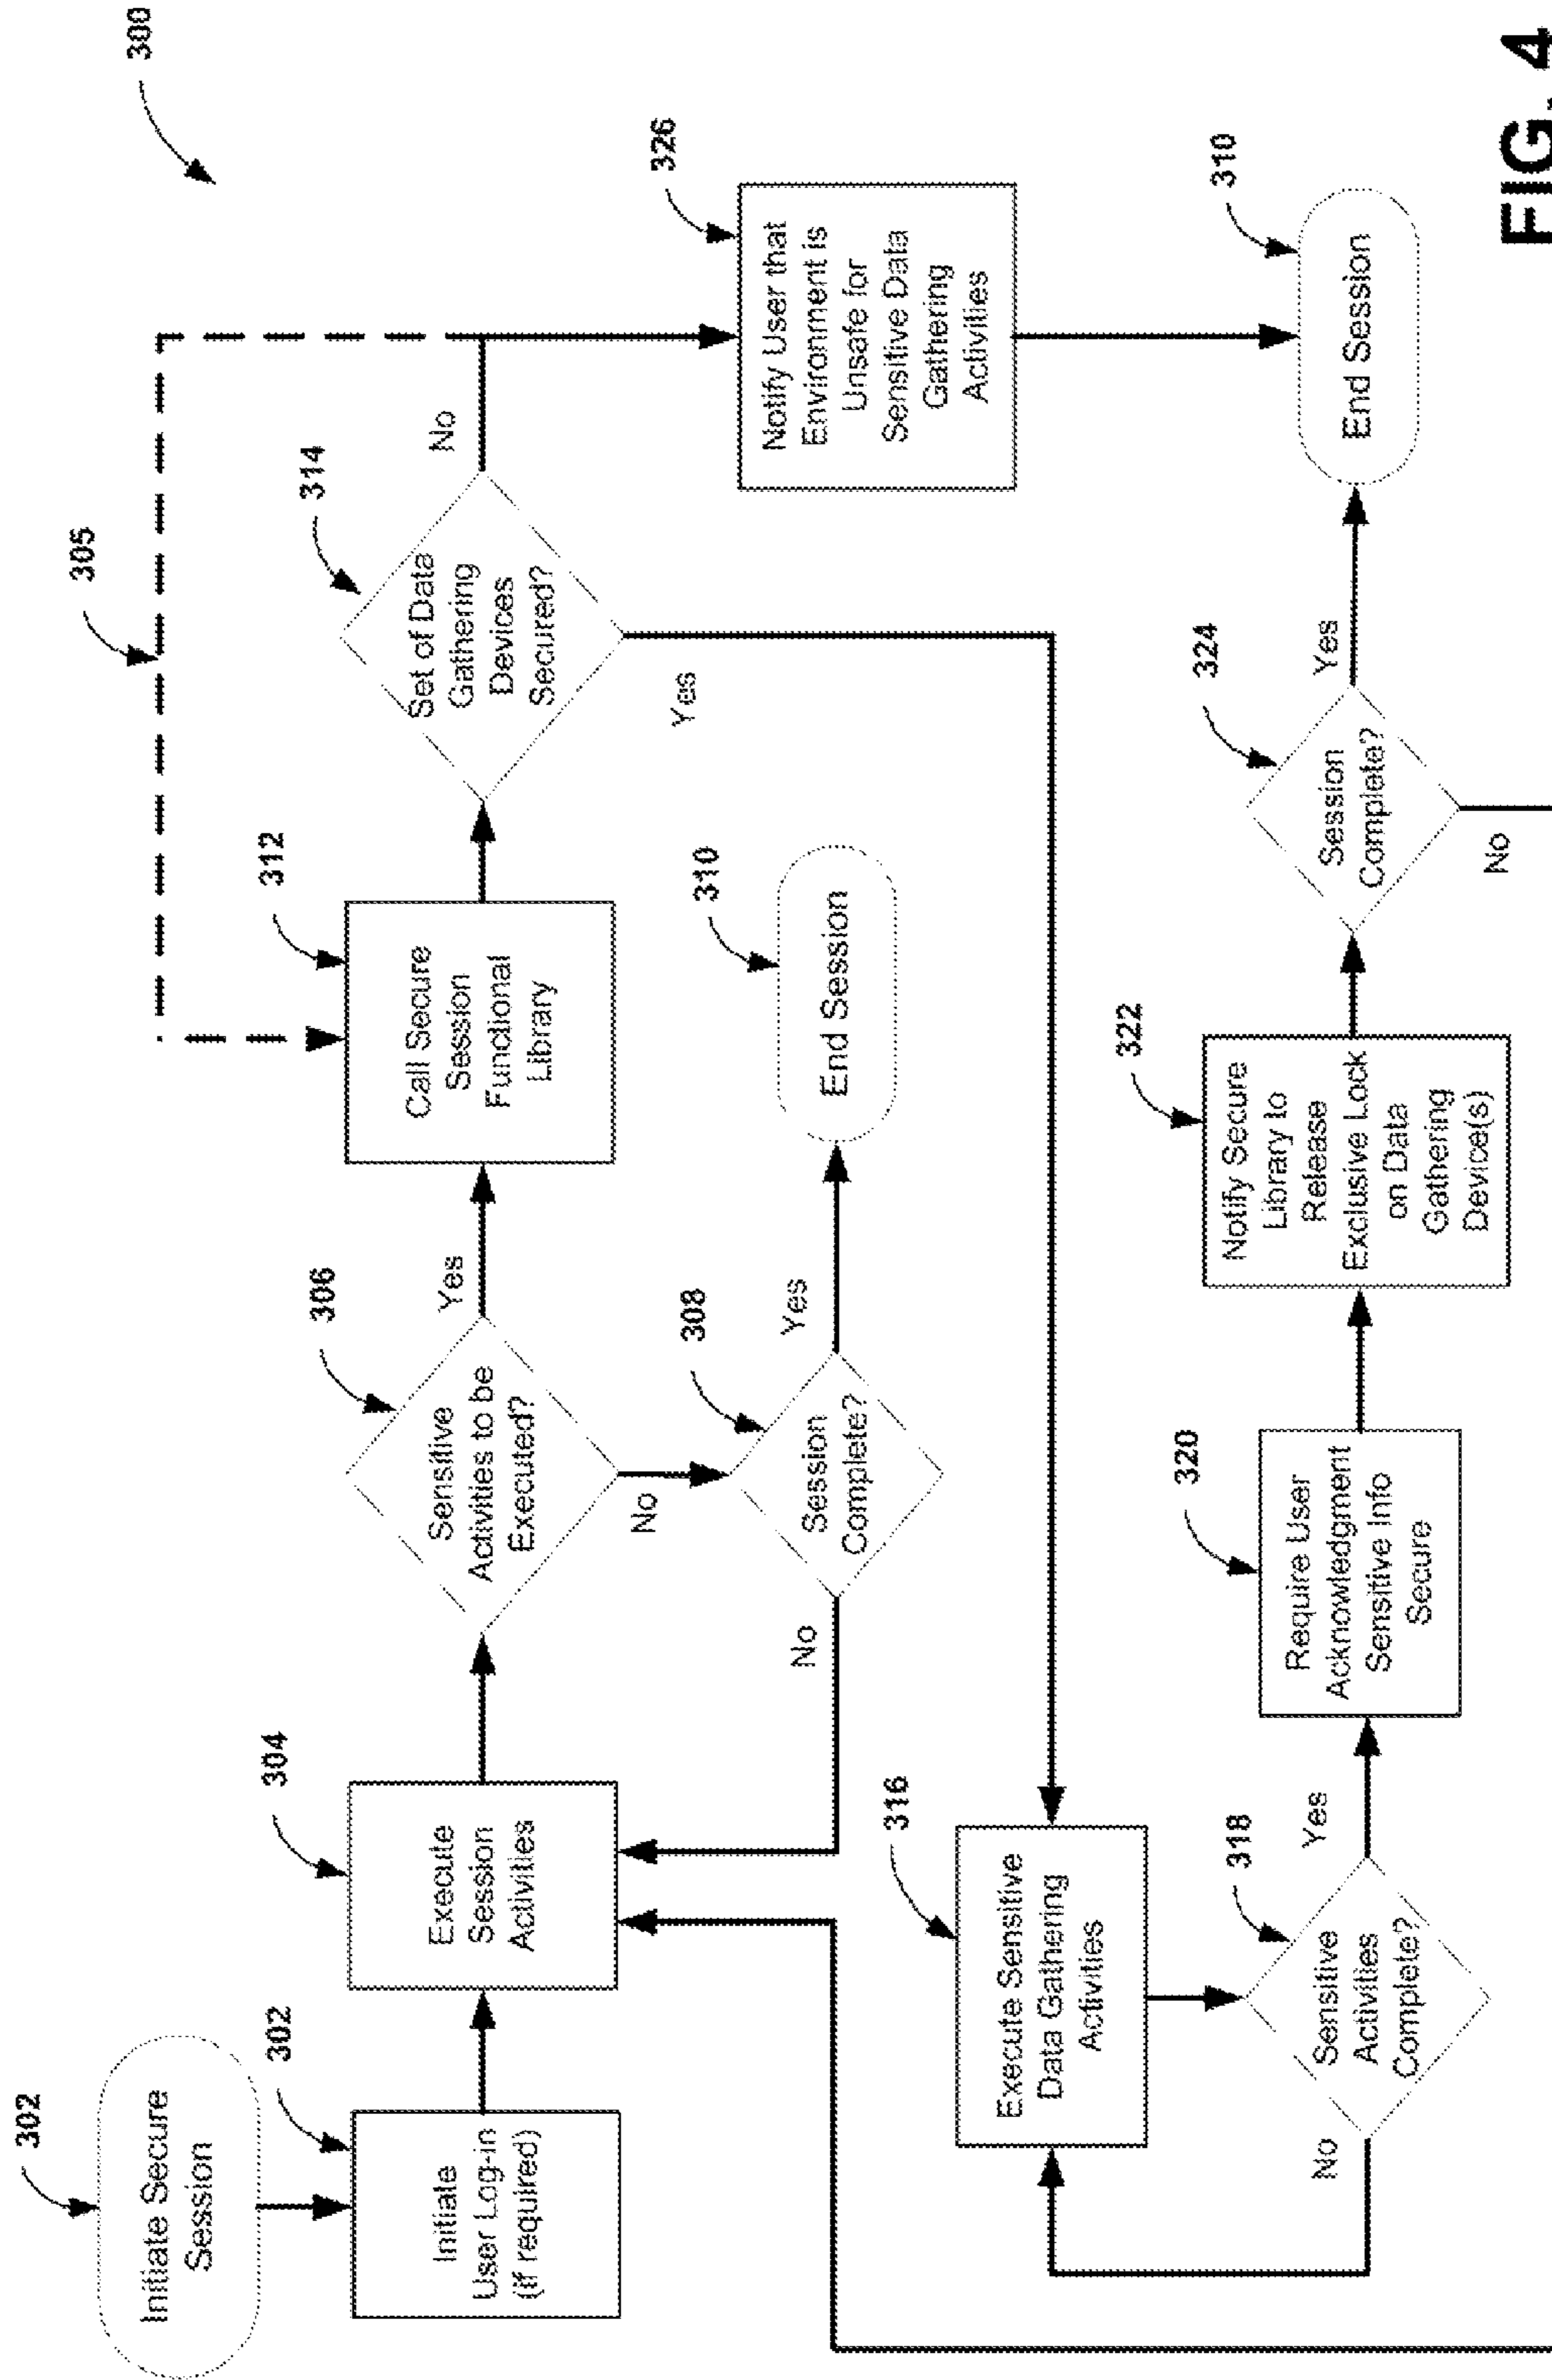 300
302
Initiate Secure
Session
302
Initiate
User Log-in
(if required)
304
Execute
Session
Activities
306
Sensitive
Activities to be
Executed?
Yes
No
305
312
Call Secure
Session
Functional
Library
314
Set of Data
Gathering
Devices
Secured?
No
Yes
308
Session
Complete?
Yes
No
310
End Session
326
Notify User that
Environment is
Unsafe for
Sensitive Data
Gathering
Activities
316
Execute Sensitive
Data Gathering
Activities
318
Sensitive
Activities
Complete?
No
Yes
320
Require User
Acknowledgment
Sensitive Info
Secure
322
Notify Secure
Library to
Release
Exclusive Lock
on Data
Gathering
Device(s)
324
Session
Complete?
Yes
No
310
End Session
FIG. 4